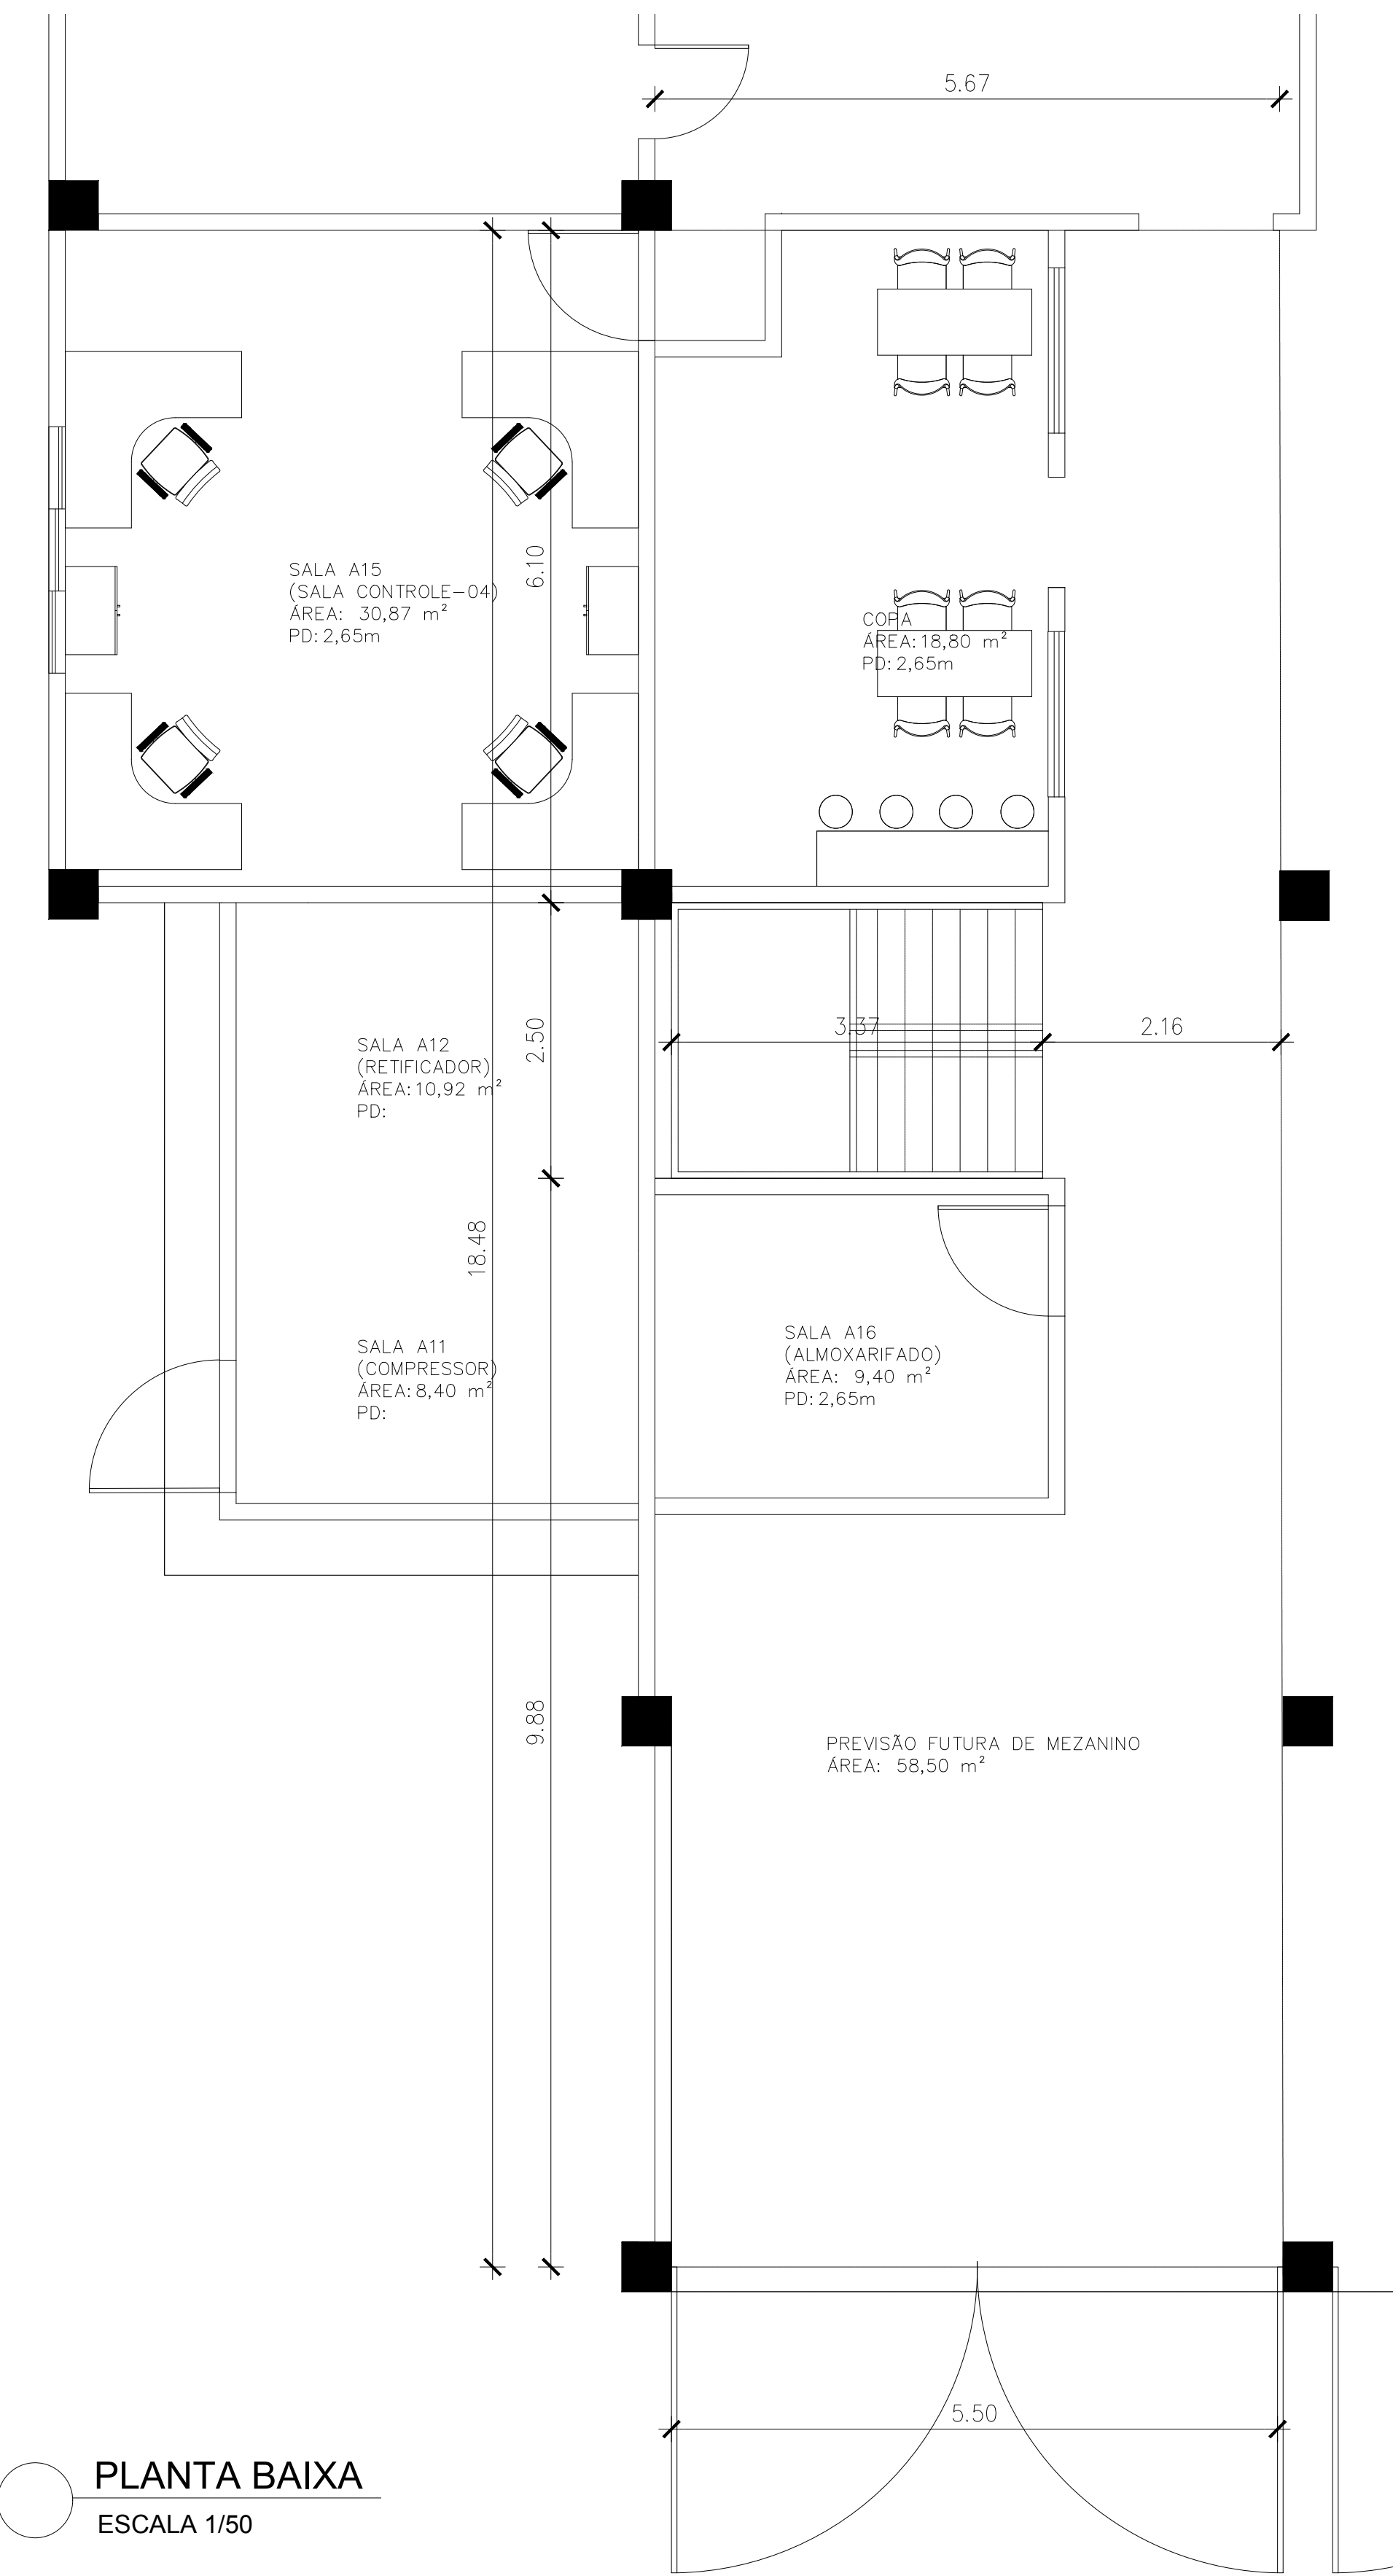 5.67
SALA A15
(SALA CONTROLE-04)
ÁREA: 30,87 m²
PD:2,65m
6.10
COPA
ÁREA:18,80 m²
PD:2,65m
SALA A12
(RETIFICADOR)
ÁREA:10,92 m²
PD:
2.50
3.37
2.16
18.48
SALA A11
(COMPRESSOR)
ÁREA:8,40 m²
PD:
SALA A16
(ALMOXARIFADO)
ÁREA: 9,40 m²
PD:2,65m
9.88
PREVISÃO FUTURA DE MEZANINO
ÁREA: 58,50 m²
5.50
PLANTA BAIXA
ESCALA 1/50